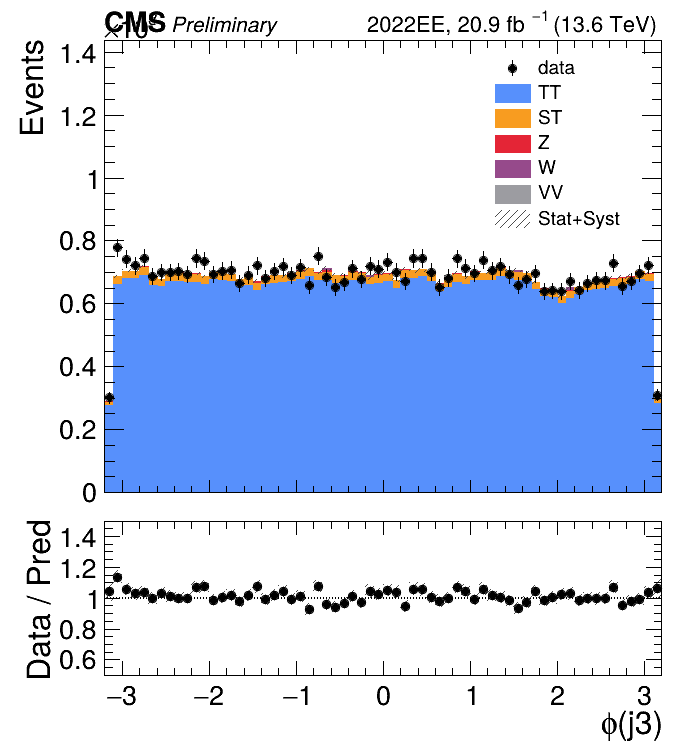 CMS Preliminary 2022EE, 20.9 fb⁻¹ (13.6 TeV)
Events
1.4
1.2
1
0.8
0.6
0.4
0.2
0
data
TT
ST
Z
W
VV
Stat+Syst
Data / Pred
1.4
1.2
1
0.8
0.6
−3 −2 −1 0 1 2 3
ϕ(j3)